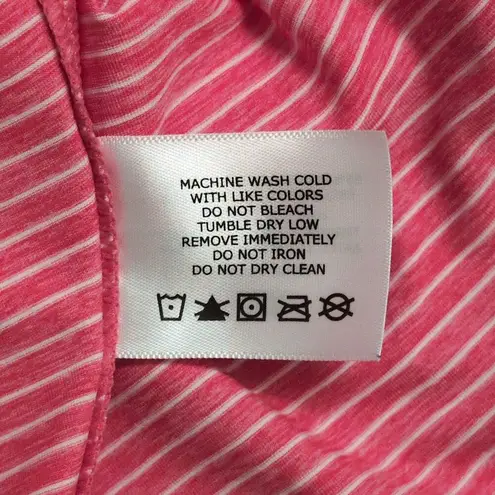 MACHINE WASH COLD
WITH LIKE COLORS
DO NOT BLEACH
TUMBLE DRY LOW
REMOVE IMMEDIATELY
DO NOT IRON
DO NOT DRY CLEAN